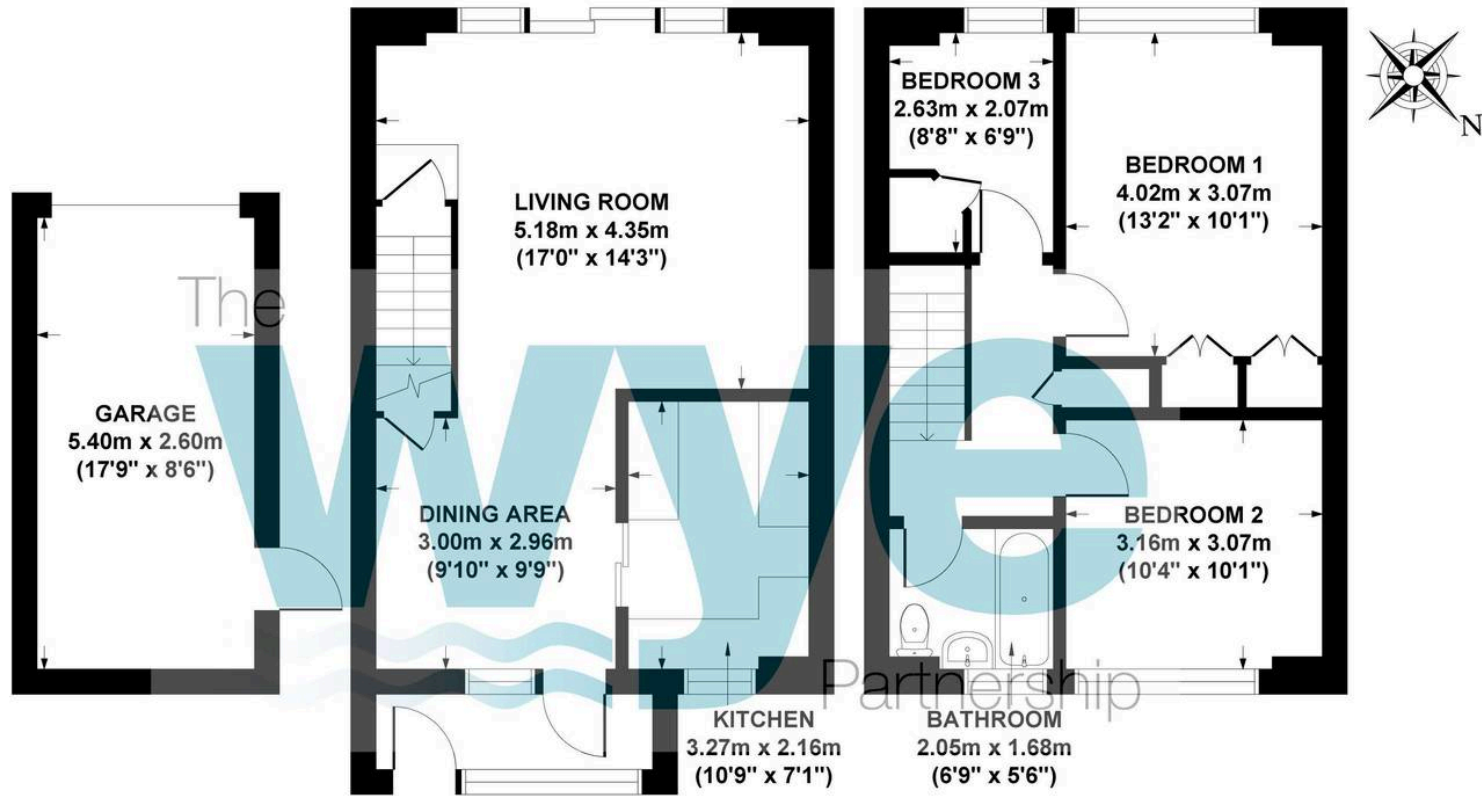 BEDROOM 3
2.63m x 2.07m
(8'8" x 6'9")
N
BEDROOM 1
4.02m x 3.07m
(13'2" x 10'1")
LIVING ROOM
5.18m x 4.35m
(17'0" x 14'3")
The
wye
Partnership
GARAGE
5.40m x 2.60m
(17'9" x 8'6")
DINING AREA
3.00m x 2.96m
(9'10" x 9'9")
BEDROOM 2
3.16m x 3.07m
(10'4" x 10'1")
KITCHEN
3.27m x 2.16m
(10'9" x 7'1")
BATHROOM
2.05m x 1.68m
(6'9" x 5'6")